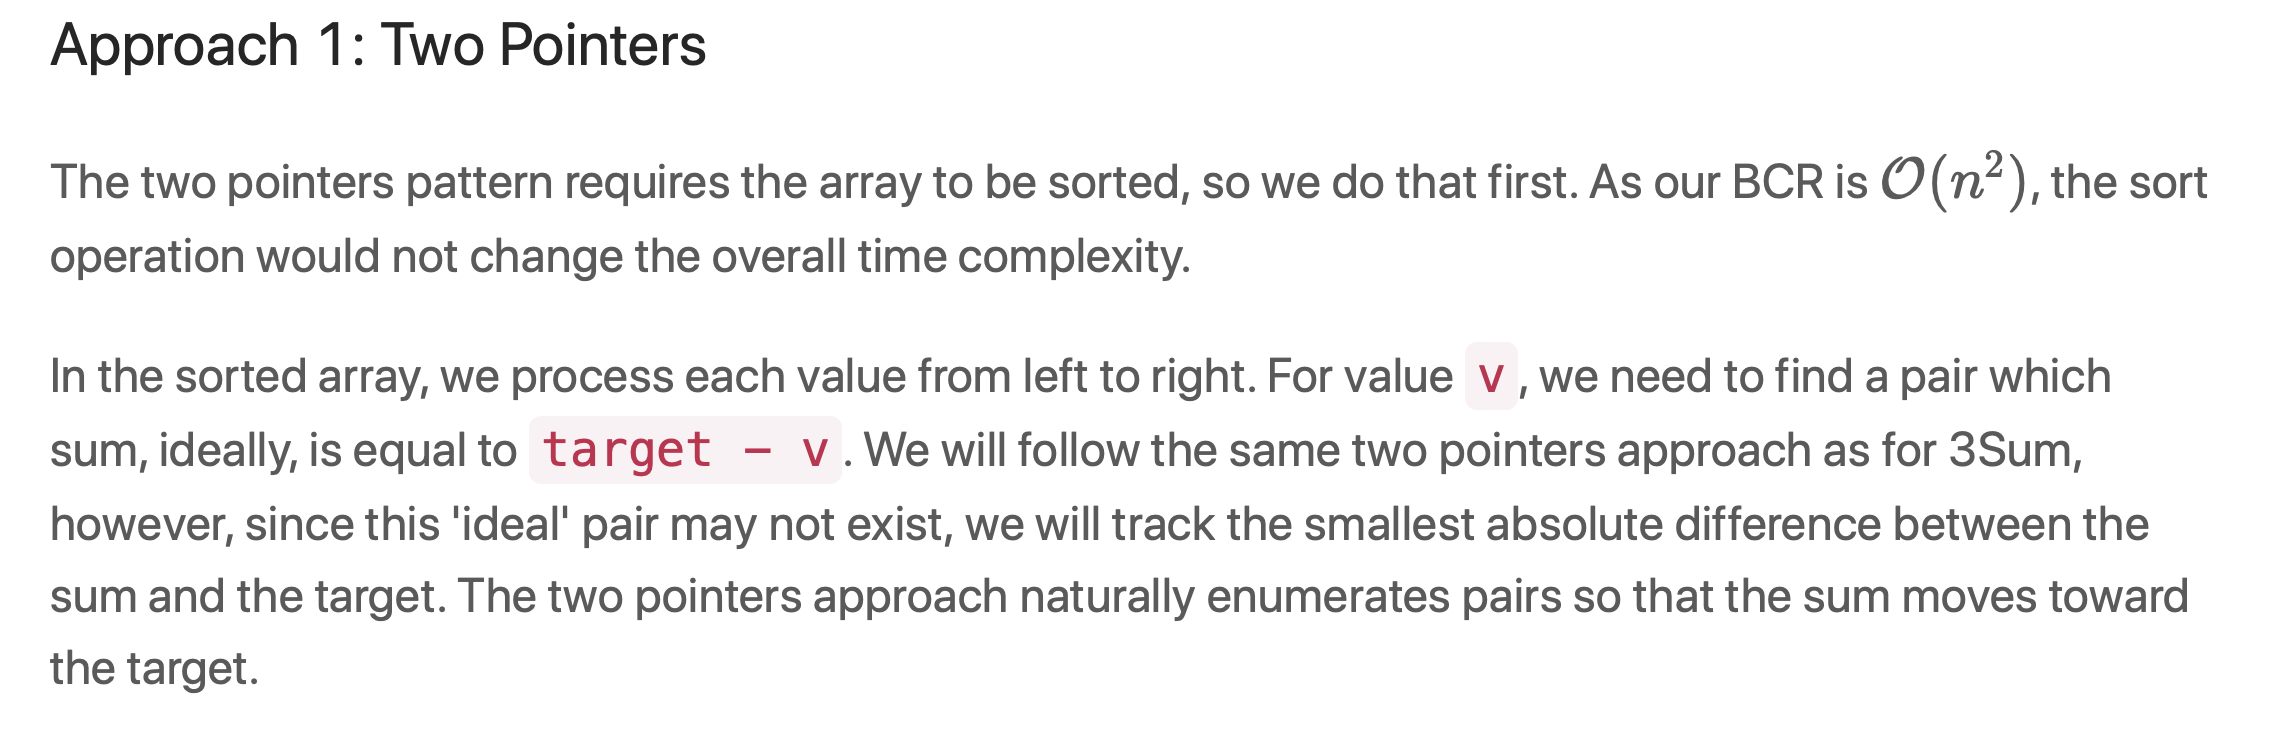 Approach 1: Two Pointers
The two pointers pattern requires the array to be sorted, so we do that first. As our BCR is 𝒪(n²), the sort
operation would not change the overall time complexity.
In the sorted array, we process each value from left to right. For value v, we need to find a pair which
sum, ideally, is equal to target - v. We will follow the same two pointers approach as for 3Sum,
however, since this 'ideal' pair may not exist, we will track the smallest absolute difference between the
sum and the target. The two pointers approach naturally enumerates pairs so that the sum moves toward
the target.